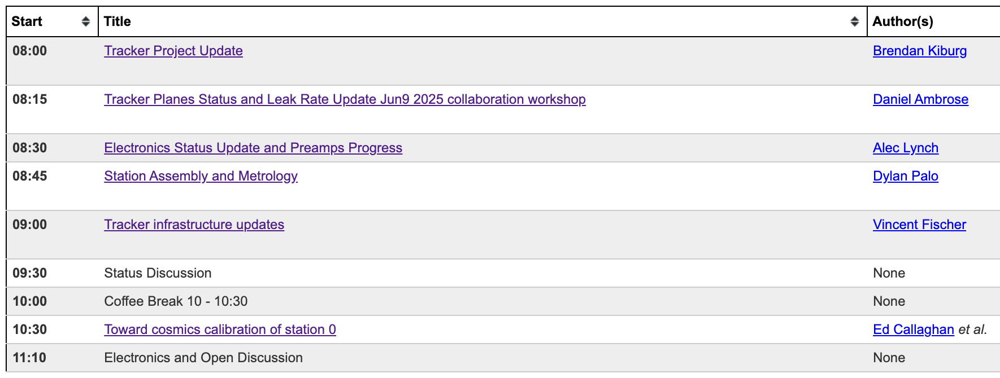 Start Title Author(s)
08:00 Tracker Project Update Brendan Kiburg
08:15 Tracker Planes Status and Leak Rate Update Jun9 2025 collaboration workshop Daniel Ambrose
08:30 Electronics Status Update and Preamps Progress Alec Lynch
08:45 Station Assembly and Metrology Dylan Palo
09:00 Tracker infrastructure updates Vincent Fischer
09:30 Status Discussion None
10:00 Coffee Break 10 - 10:30 None
10:30 Toward cosmics calibration of station 0 Ed Callaghan et al.
11:10 Electronics and Open Discussion None